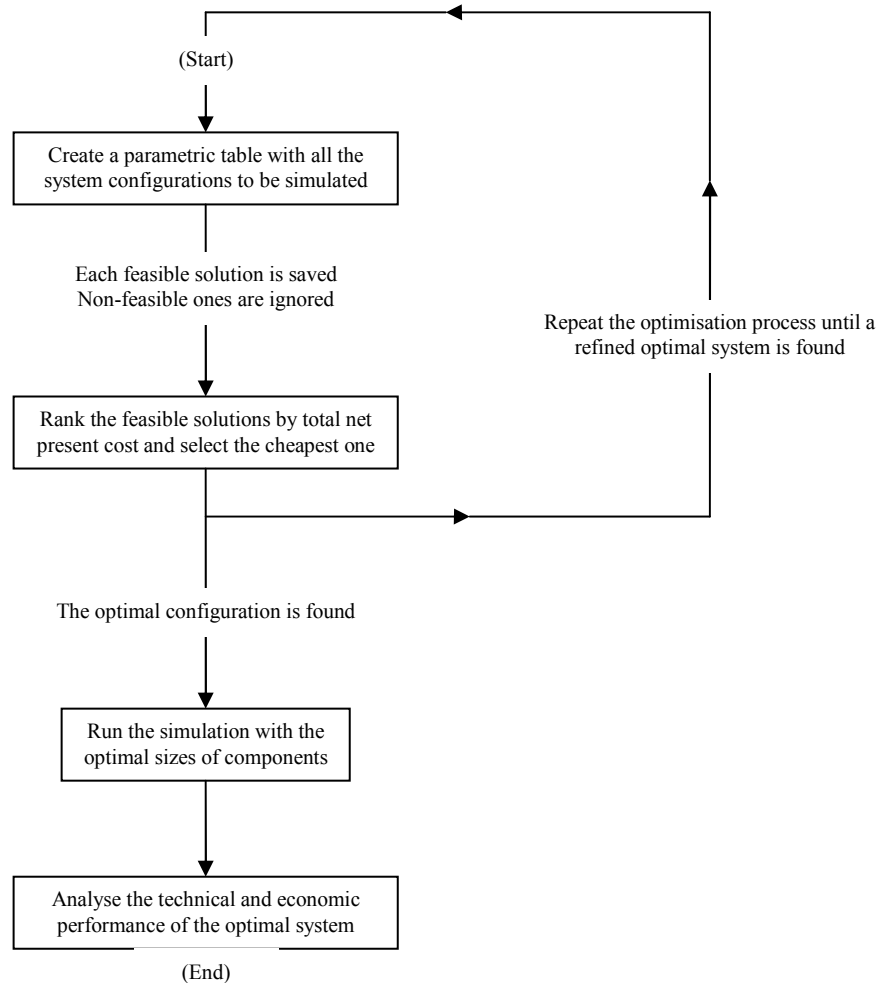 (Start)
Create a parametric table with all the
system configurations to be simulated
Each feasible solution is saved
Non-feasible ones are ignored
Repeat the optimisation process until a
refined optimal system is found
Rank the feasible solutions by total net
present cost and select the cheapest one
The optimal configuration is found
Run the simulation with the
optimal sizes of components
Analyse the technical and economic
performance of the optimal system
(End)